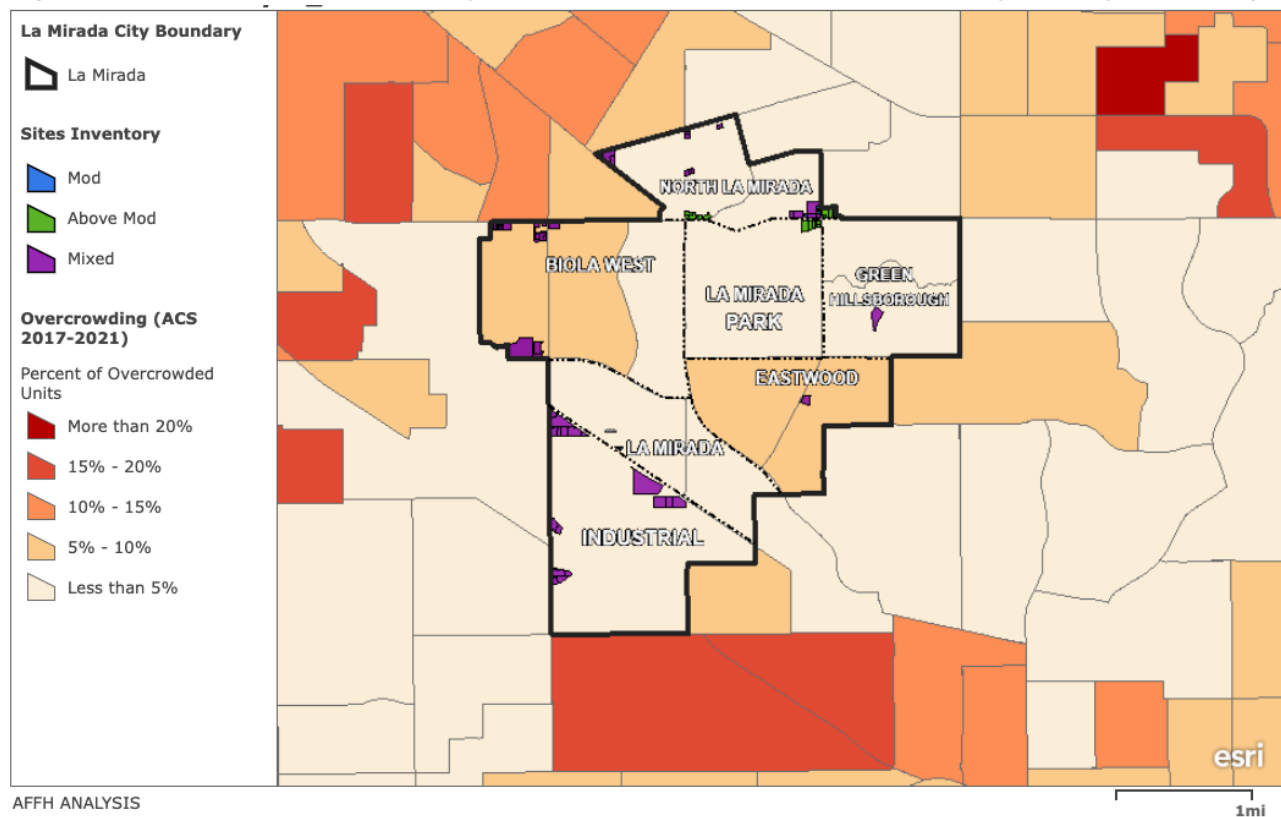 La Mirada City Boundary
La Mirada
Sites Inventory
Mod
Above Mod
Mixed
Overcrowding (ACS
2017-2021)
Percent of Overcrowded
Units
More than 20%
15% - 20%
10% - 15%
5% - 10%
Less than 5%
NORTH LA MIRADA
BIOLA WEST
LA MIRADA
PARK
GREEN
HILLSBOROUGH
EASTWOOD
LA MIRADA
INDUSTRIAL
esri
AFFH ANALYSIS
1mi